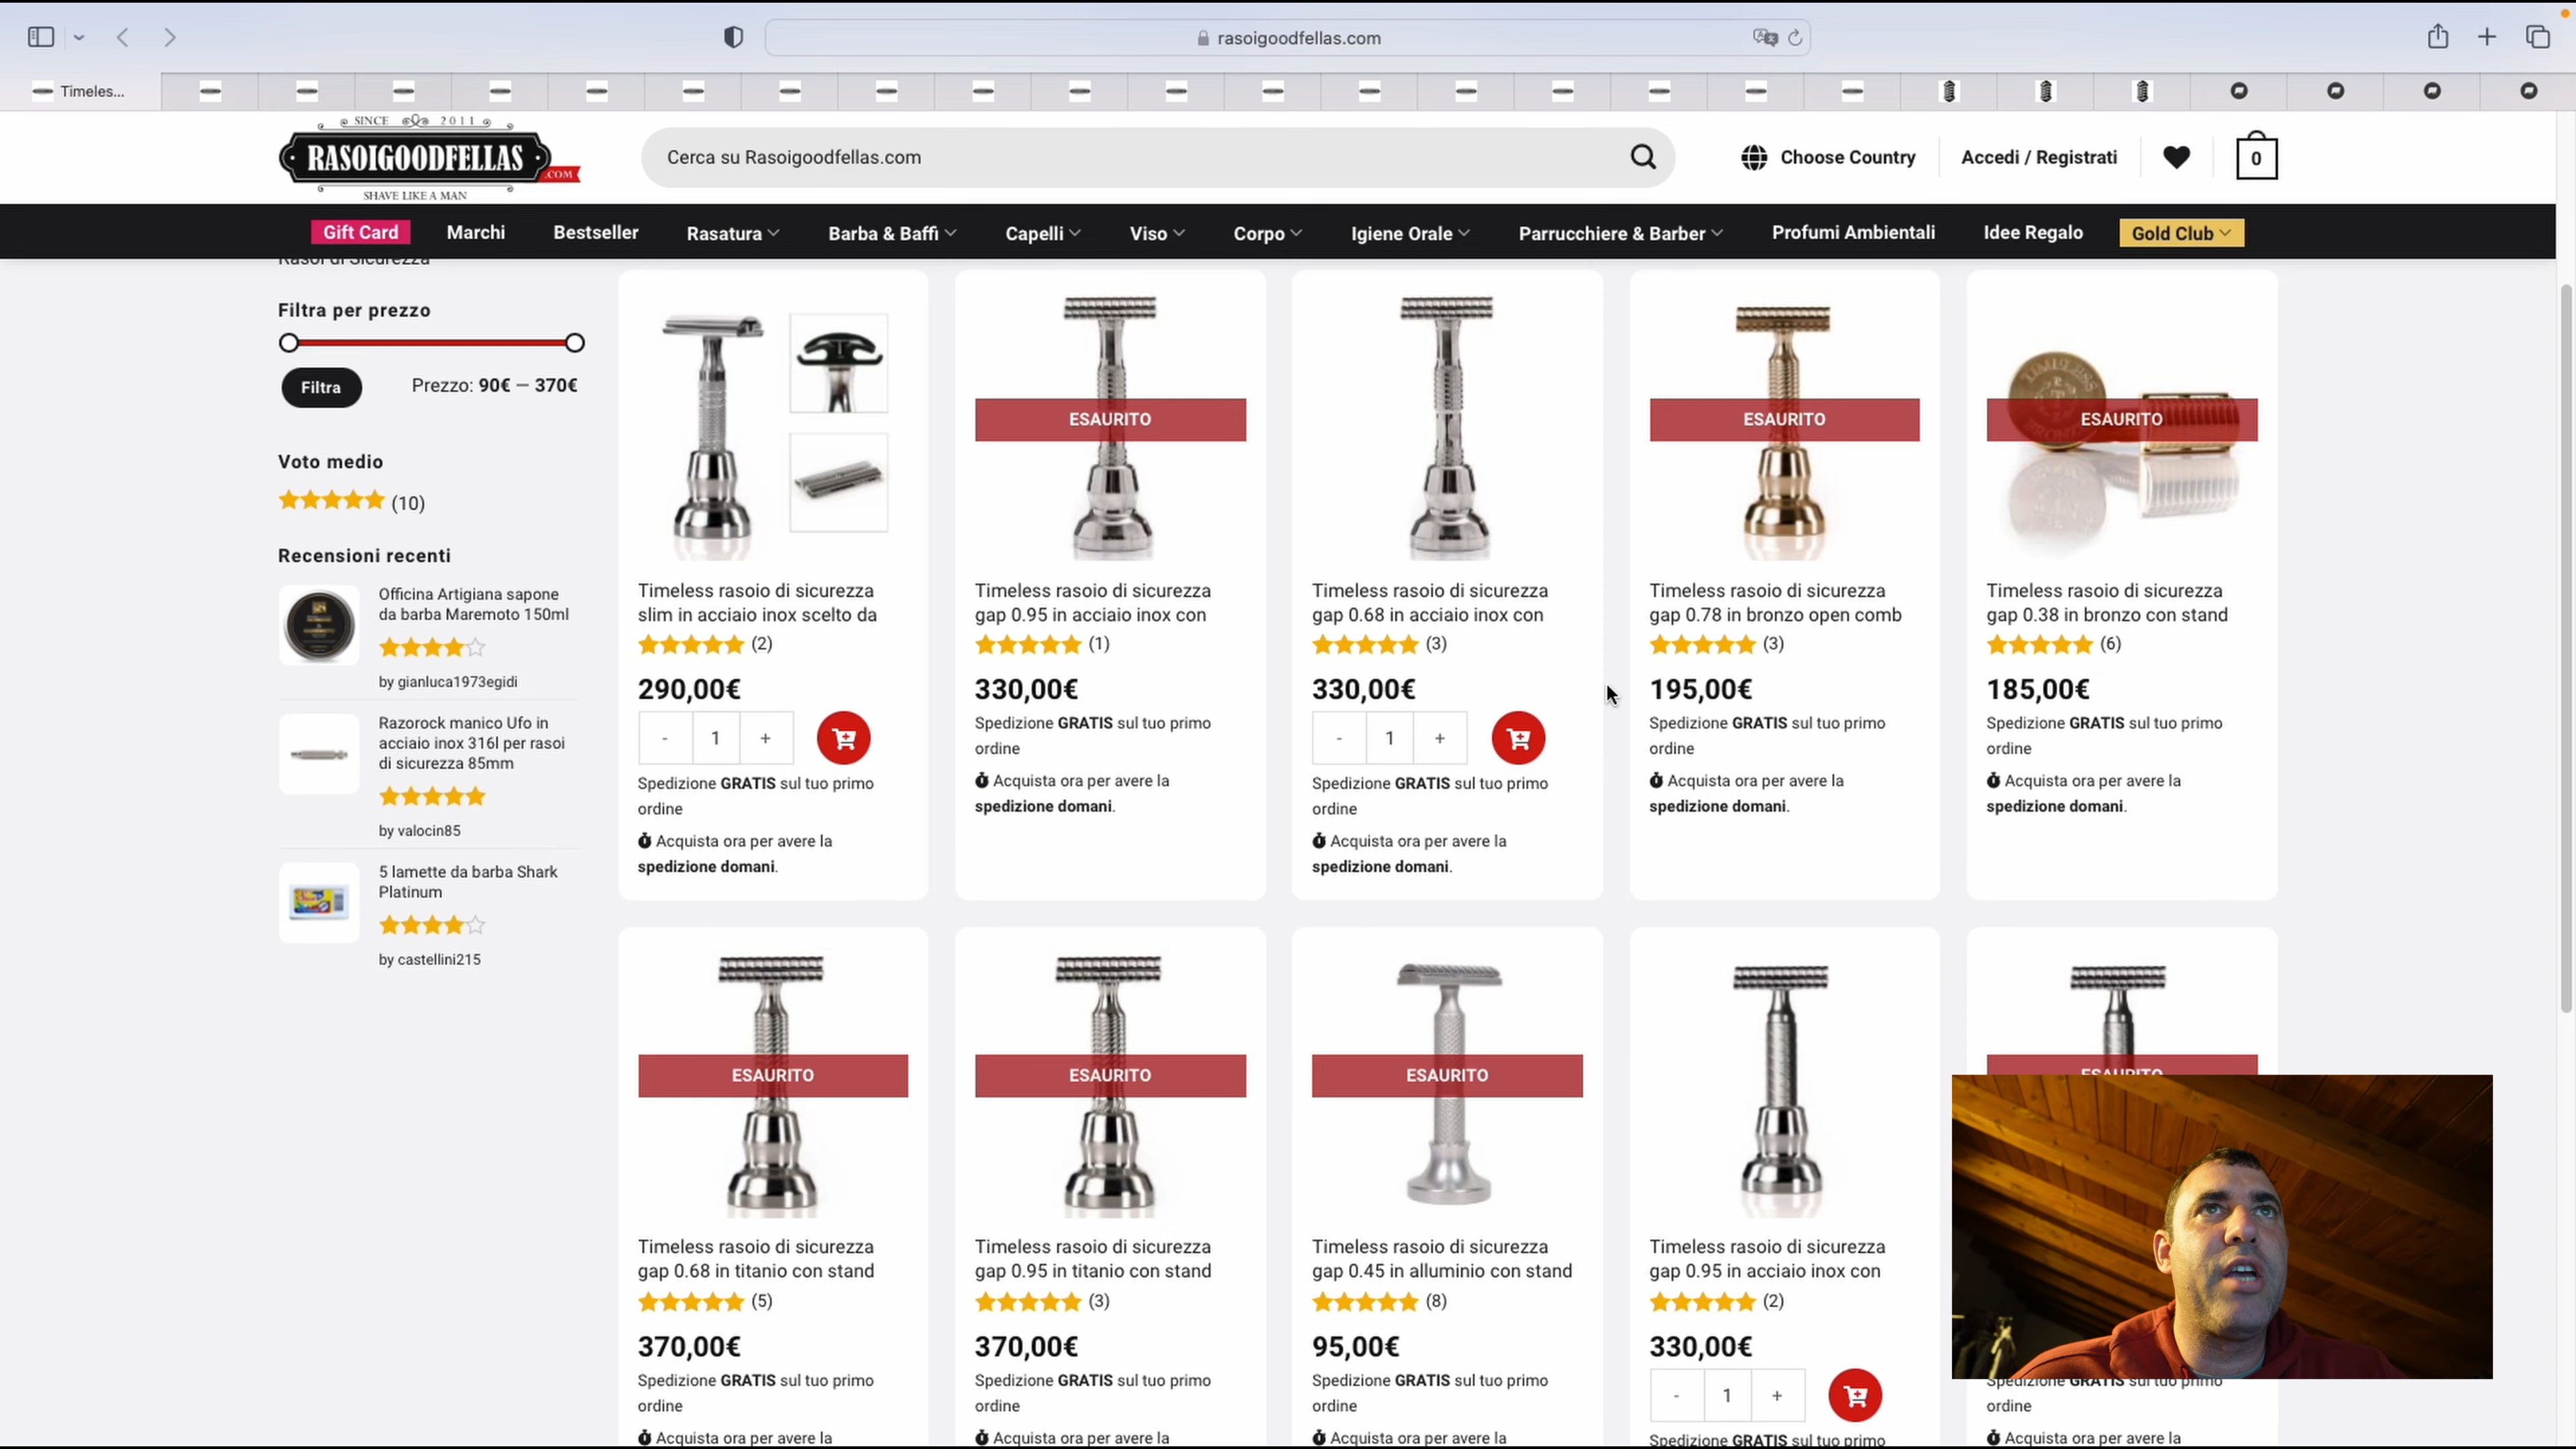 rasoigoodfellas.com
Timeles...
SINCE 2011
RASOIGOODFELLAS
.COM
SHAVE LIKE A MAN
Cerca su Rasoigoodfellas.com
Choose Country
Accedi / Registrati
0
Gift Card
Marchi
Bestseller
Rasatura
Barba & Baffi
Capelli
Viso
Corpo
Igiene Orale
Parrucchiere & Barber
Profumi Ambientali
Idee Regalo
Gold Club
Rasoi di Sicurezza
Filtra per prezzo
Filtra
Prezzo: 90€ — 370€
Voto medio
(10)
Recensioni recenti
Officina Artigiana sapone
da barba Maremoto 150ml
by gianluca1973egidi
Razorock manico Ufo in
acciaio inox 316l per rasoi
di sicurezza 85mm
by valocin85
5 lamette da barba Shark
Platinum
by castellini215
Timeless rasoio di sicurezza
slim in acciaio inox scelto da
(2)
290,00€
- 1 +
Spedizione GRATIS sul tuo primo
ordine
Acquista ora per avere la
spedizione domani.
ESAURITO
Timeless rasoio di sicurezza
gap 0.95 in acciaio inox con
(1)
330,00€
Spedizione GRATIS sul tuo primo
ordine
Acquista ora per avere la
spedizione domani.
Timeless rasoio di sicurezza
gap 0.68 in acciaio inox con
(3)
330,00€
- 1 +
Spedizione GRATIS sul tuo primo
ordine
Acquista ora per avere la
spedizione domani.
ESAURITO
Timeless rasoio di sicurezza
gap 0.78 in bronzo open comb
(3)
195,00€
Spedizione GRATIS sul tuo primo
ordine
Acquista ora per avere la
spedizione domani.
TIMELESS
ESAURITO
Timeless rasoio di sicurezza
gap 0.38 in bronzo con stand
(6)
185,00€
Spedizione GRATIS sul tuo primo
ordine
Acquista ora per avere la
spedizione domani.
ESAURITO
Timeless rasoio di sicurezza
gap 0.68 in titanio con stand
(5)
370,00€
Spedizione GRATIS sul tuo primo
ordine
Acquista ora per avere la
ESAURITO
Timeless rasoio di sicurezza
gap 0.95 in titanio con stand
(3)
370,00€
Spedizione GRATIS sul tuo primo
ordine
Acquista ora per avere la
ESAURITO
Timeless rasoio di sicurezza
gap 0.45 in alluminio con stand
(8)
95,00€
Spedizione GRATIS sul tuo primo
ordine
Acquista ora per avere la
Timeless rasoio di sicurezza
gap 0.95 in acciaio inox con
(2)
330,00€
- 1 +
Spedizione GRATIS sul tuo primo
ESAURITO
Spedizione GRATIS sul tuo primo
ordine
Acquista ora per avere la